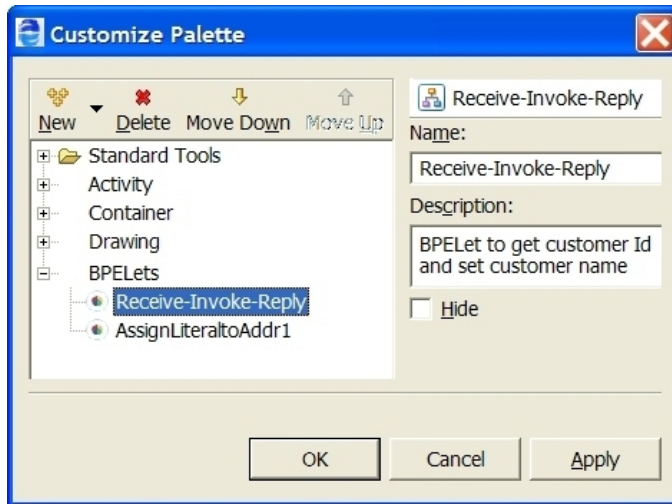 Customize Palette
New Delete Move Down Move Up
Standard Tools
Activity
Container
Drawing
BPELets
Receive-Invoke-Reply
AssignLiteraltoAddr1
Receive-Invoke-Reply
Name:
Receive-Invoke-Reply
Description:
BPELet to get customer Id
and set customer name
Hide
OK Cancel Apply